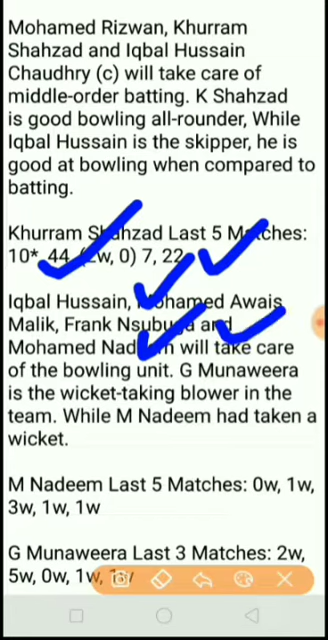 Mohamed Rizwan, Khurram
Shahzad and Iqbal Hussain
Chaudhry (c) will take care of
middle-order batting. K Shahzad
is good bowling all-rounder, While
Iqbal Hussain is the skipper, he is
good at bowling when compared to
batting.
Khurram Shahzad Last 5 Matches:
10*, 44, (2w, 0) 7, 22
Iqbal Hussain, Mohamed Awais
Malik, Frank Nsubuga and
Mohamed Nadeem will take care
of the bowling unit. G Munaweera
is the wicket-taking blower in the
team. While M Nadeem had taken a
wicket.
M Nadeem Last 5 Matches: 0w, 1w,
3w, 1w, 1w
G Munaweera Last 3 Matches: 2w,
5w, 0w, 1w,